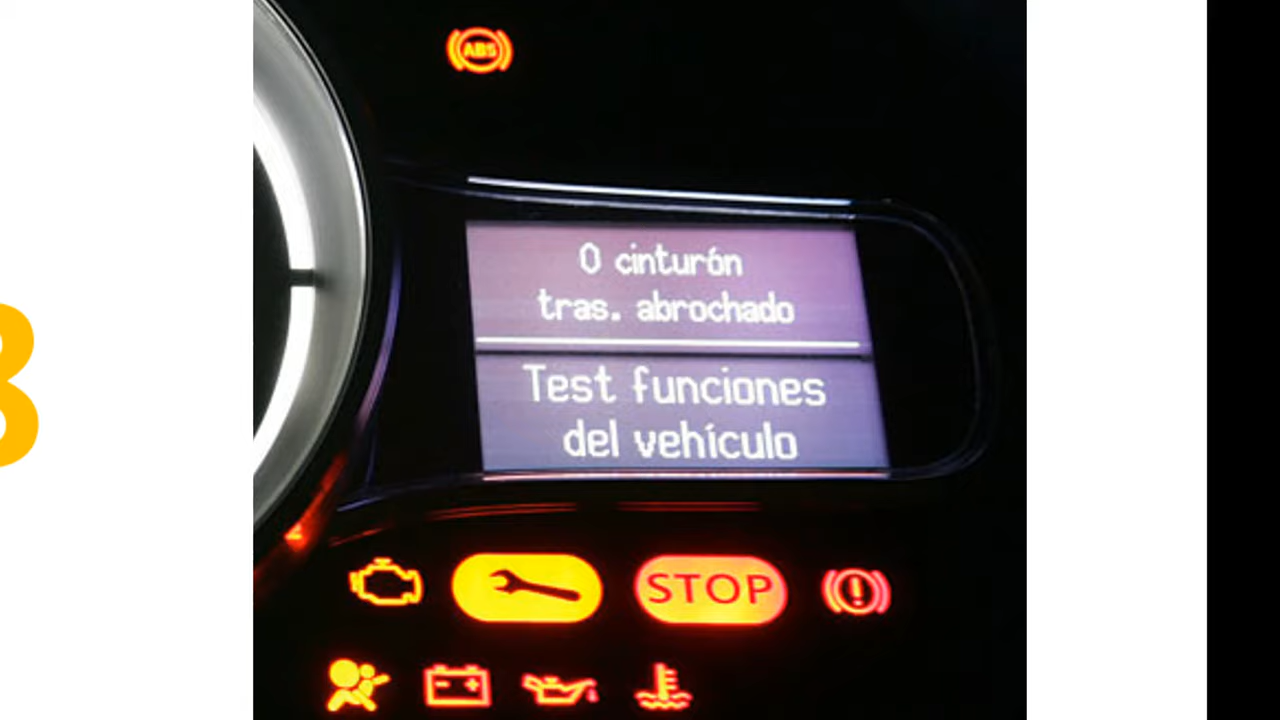 ABS
0 cinturón
tras. abrochado
Test funciones
del vehículo
STOP